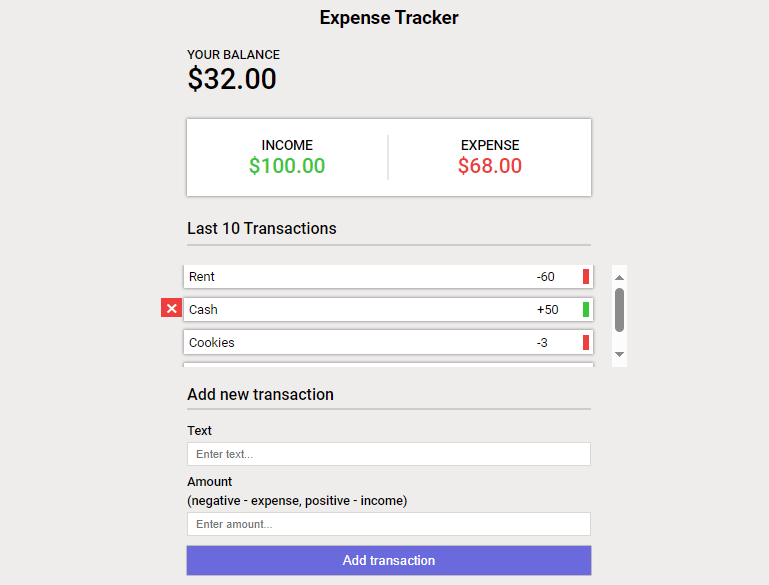 Expense Tracker
YOUR BALANCE
$32.00
INCOME EXPENSE
$100.00 $68.00
Last 10 Transactions
Rent -60
Cash +50
Cookies -3
Add new transaction
Text
Enter text...
Amount
(negative - expense, positive - income)
Enter amount...
Add transaction